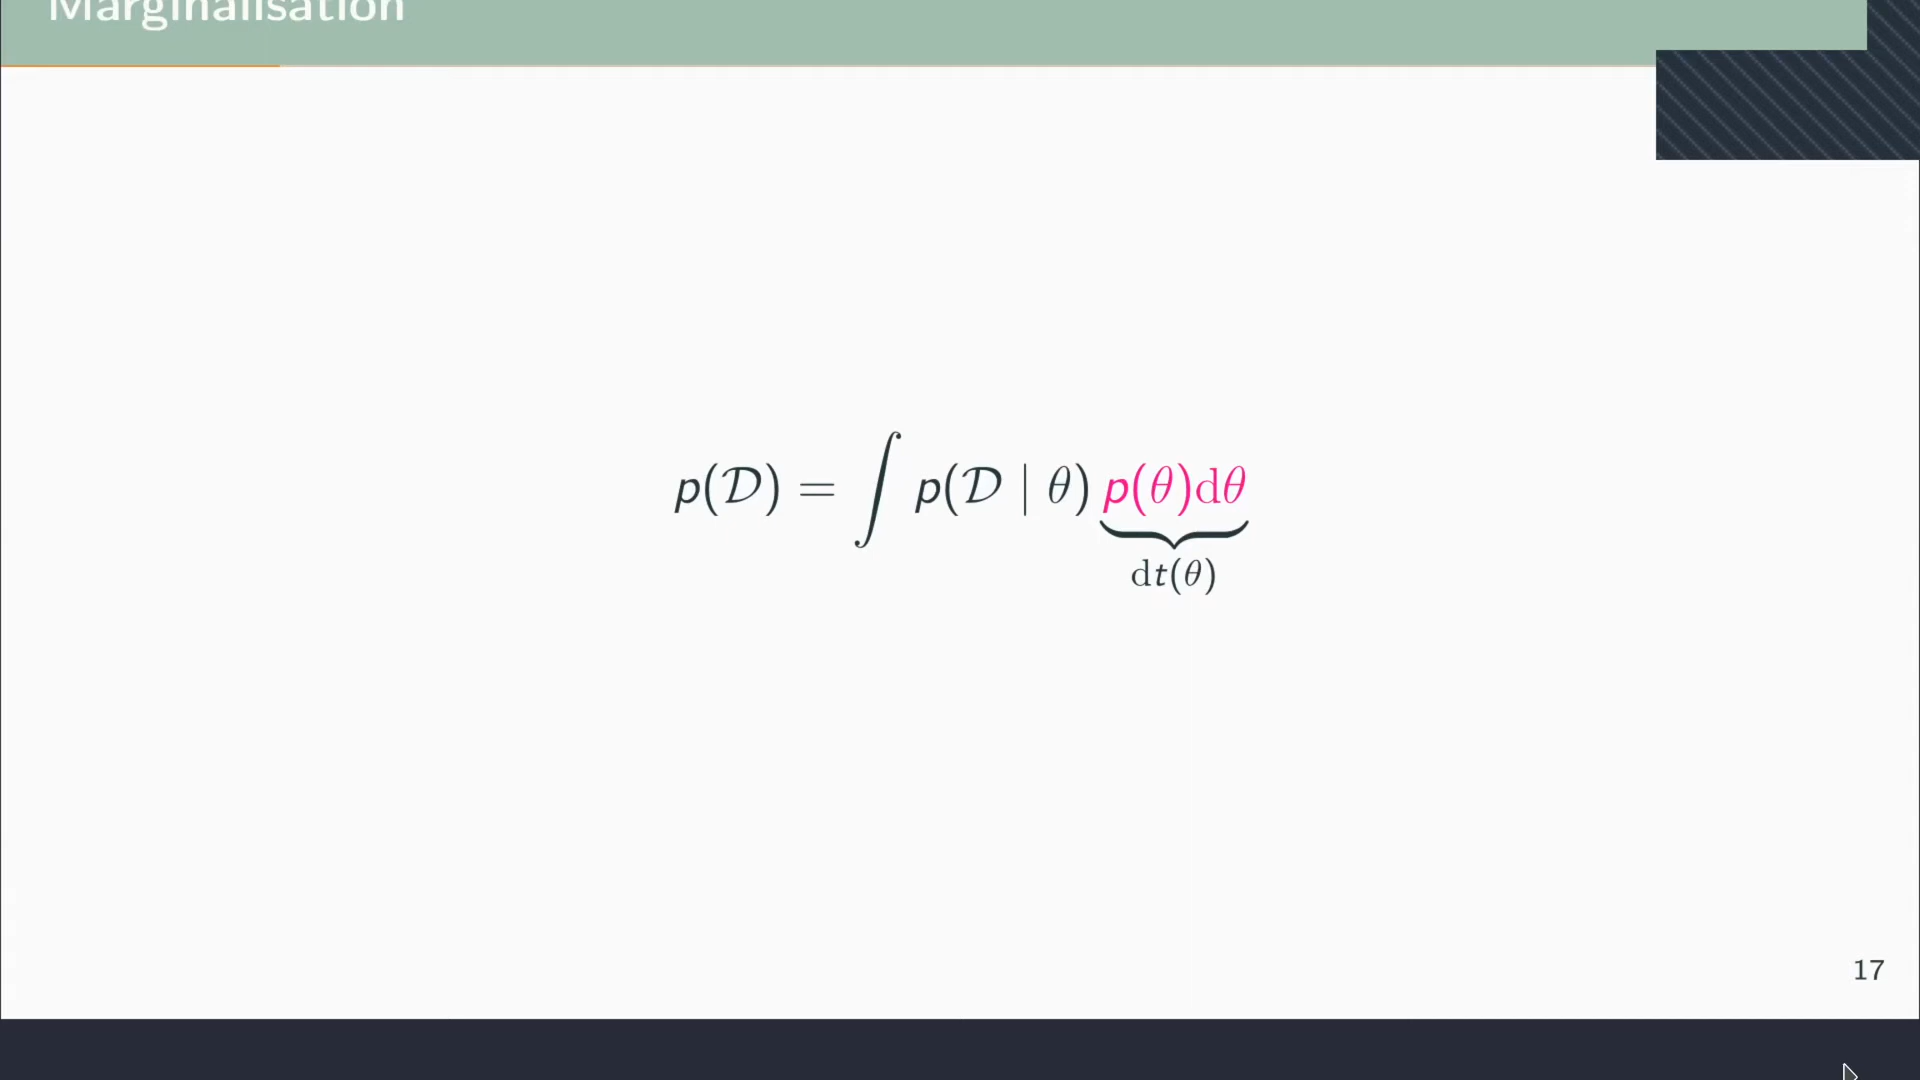 Marginalisation
p(𝒟) = ∫ p(𝒟 | θ) p(θ)dθ
dt(θ)
17